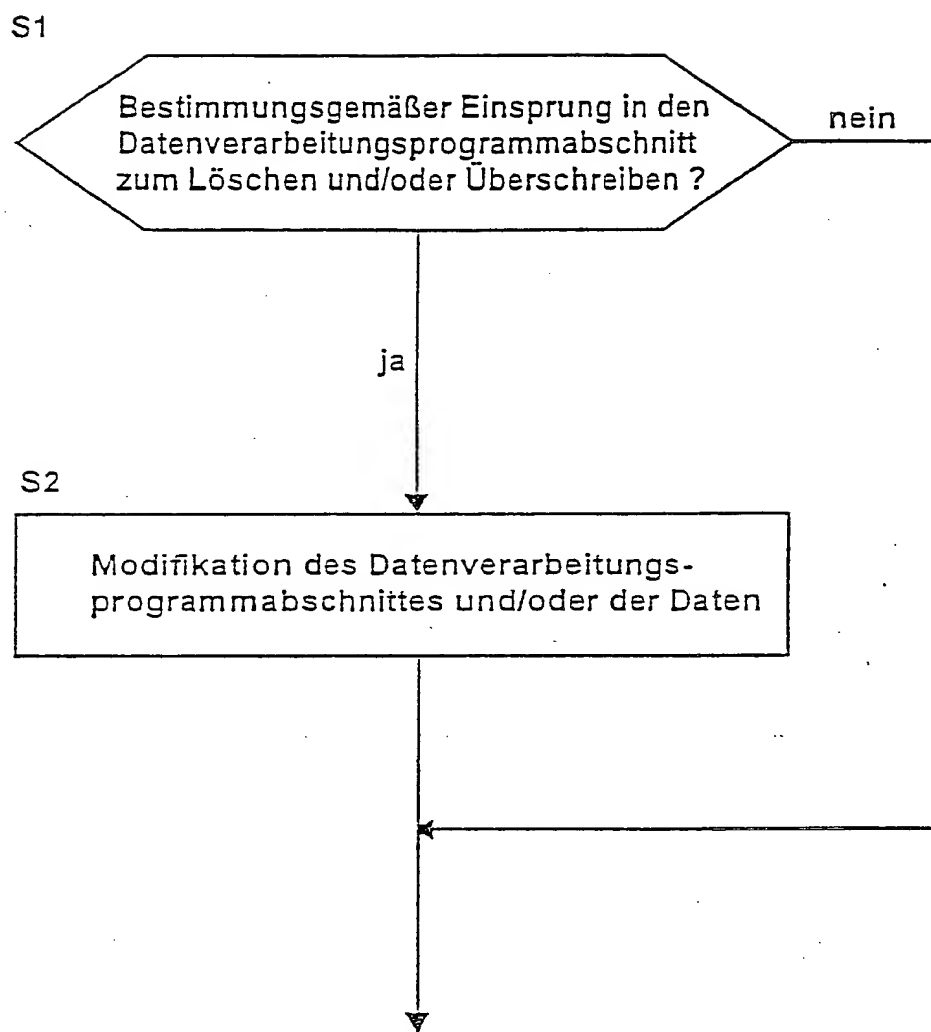 S1
Bestimmungsgemäßer Einsprung in den
Datenverarbeitungsprogrammabschnitt
zum Löschen und/oder Überschreiben ?
nein
ja
S2
Modifikation des Datenverarbeitungs-
programmabschnittes und/oder der Daten